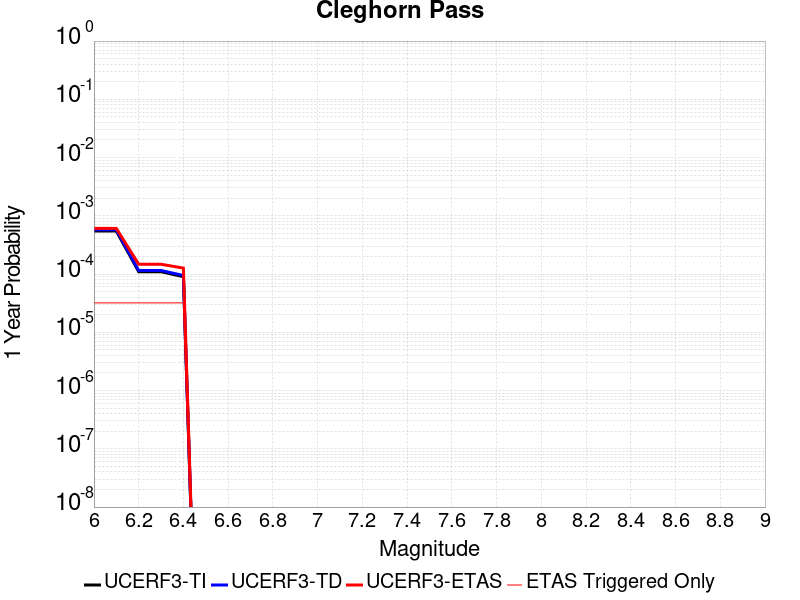 Cleghorn Pass
10^0
10^-1
10^-2
10^-3
10^-4
10^-5
10^-6
10^-7
10^-8
1 Year Probability
6 6.2 6.4 6.6 6.8 7 7.2 7.4 7.6 7.8 8 8.2 8.4 8.6 8.8 9
Magnitude
UCERF3-TI UCERF3-TD UCERF3-ETAS ETAS Triggered Only